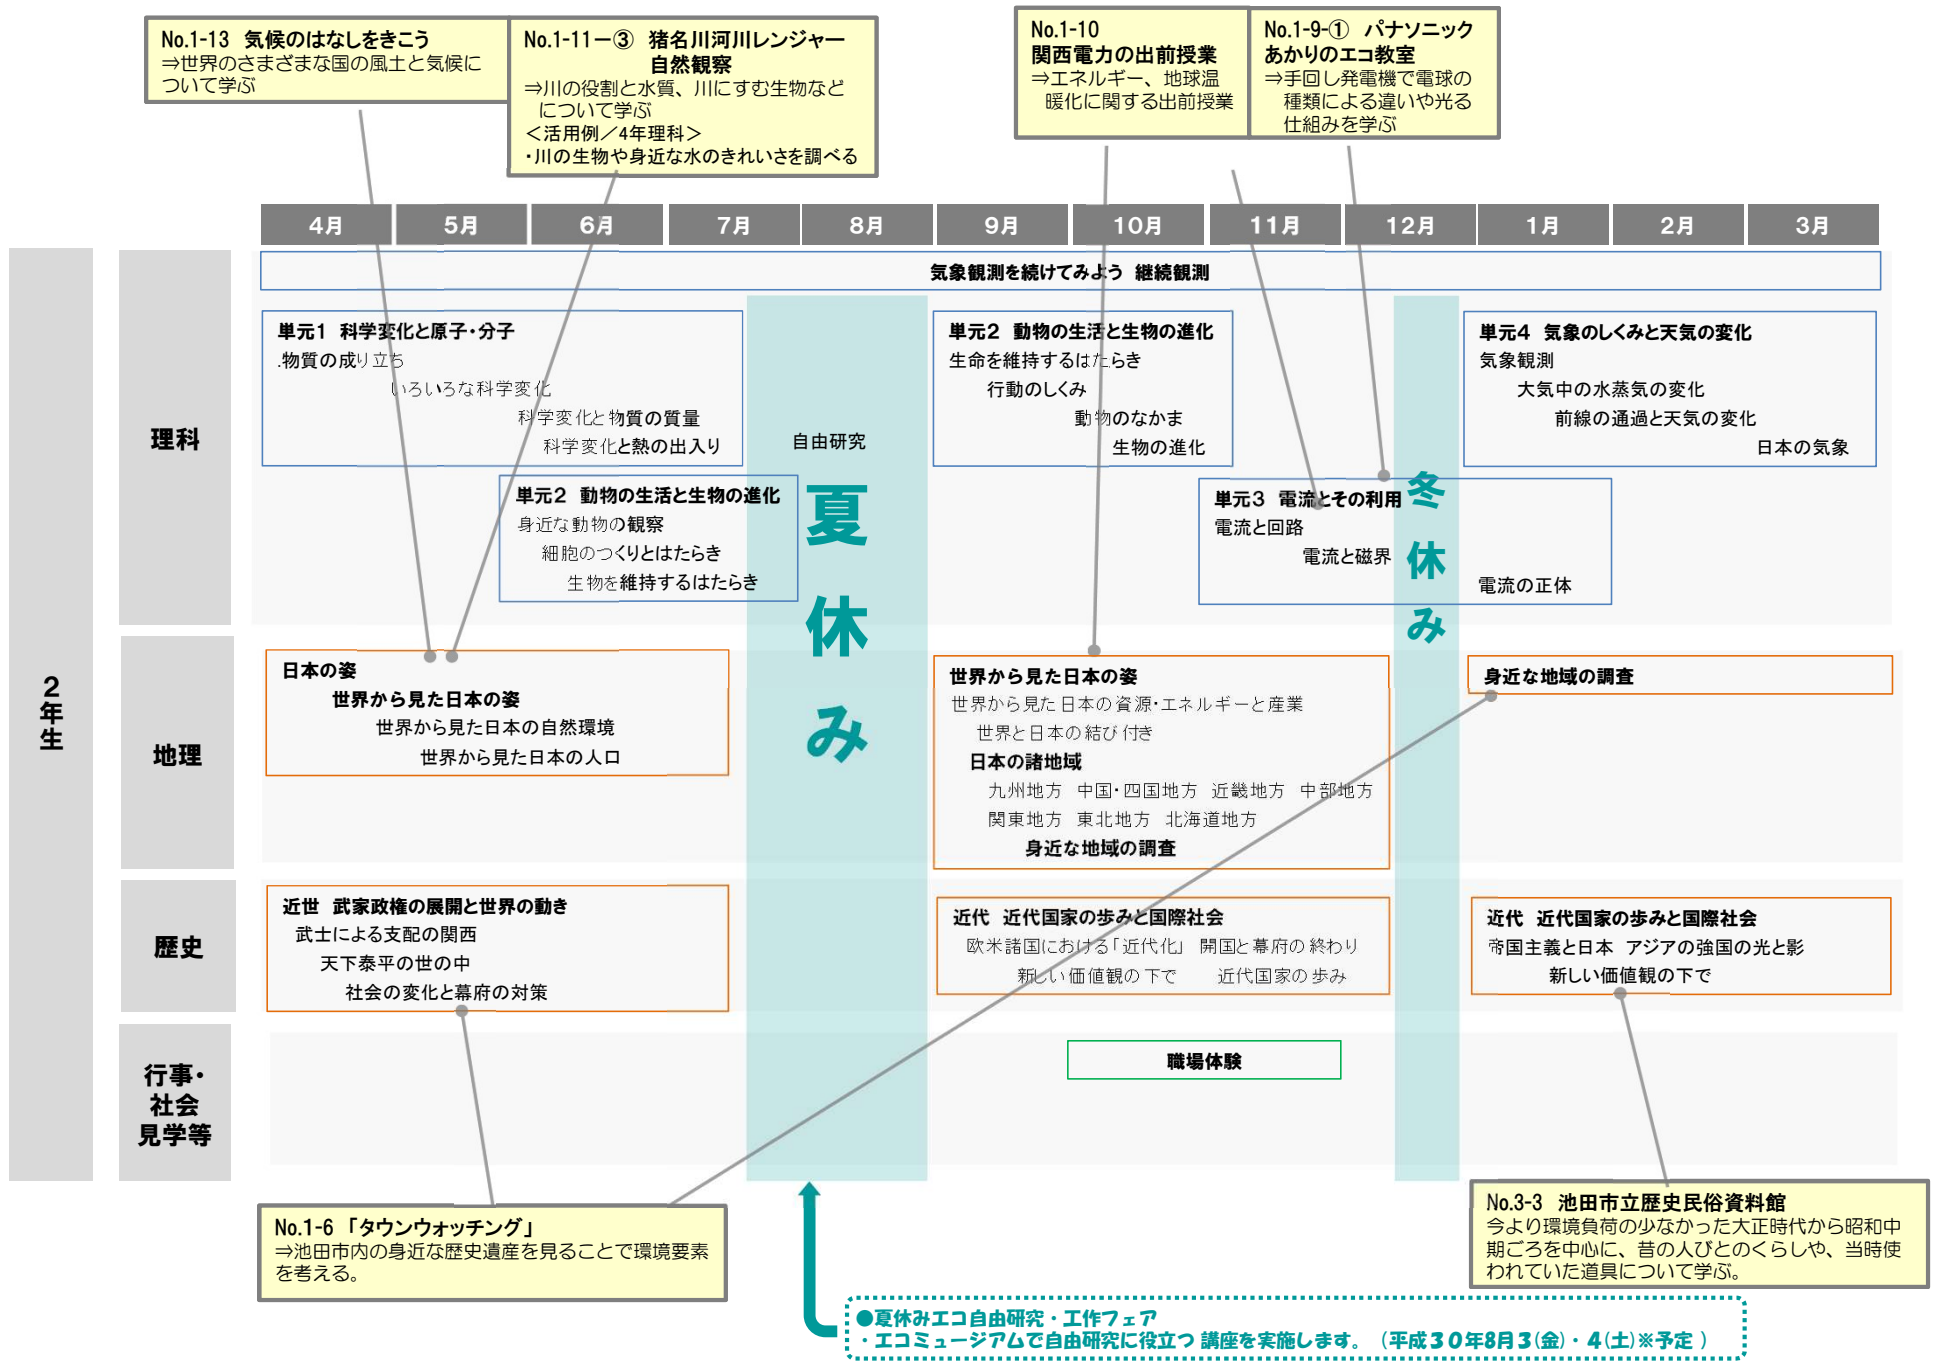 No.1-13 気候のはなしをきこう
⇒世界のさまざまな国の風土と気候に
ついて学ぶ
No.1-11ー③ 猪名川河川レンジャー
自然観察
⇒川の役割と水質、川にすむ生物など
について学ぶ
＜活用例／4年理科＞
・川の生物や身近な水のきれいさを調べる
No.1-10
関西電力の出前授業
⇒エネルギー、地球温
暖化に関する出前授業
No.1-9-① パナソニック
あかりのエコ教室
⇒手回し発電機で電球の
種類による違いや光る
仕組みを学ぶ
4月 5月 6月 7月 8月 9月 10月 11月 12月 1月 2月 3月
2年生
理科
気象観測を続けてみよう 継続観測
単元1 科学変化と原子・分子
.物質の成り立ち
いろいろな科学変化
科学変化と物質の質量
科学変化と熱の出入り
単元2 動物の生活と生物の進化
身近な動物の観察
細胞のつくりとはたらき
生物を維持するはたらき
自由研究
夏休み
単元2 動物の生活と生物の進化
生命を維持するはたらき
行動のしくみ
動物のなかま
生物の進化
単元3 電流とその利用
電流と回路
電流と磁界
電流の正体
冬休み
単元4 気象のしくみと天気の変化
気象観測
大気中の水蒸気の変化
前線の通過と天気の変化
日本の気象
地理
日本の姿
世界から見た日本の姿
世界から見た日本の自然環境
世界から見た日本の人口
世界から見た日本の姿
世界から見た日本の資源・エネルギーと産業
世界と日本の結び付き
日本の諸地域
九州地方 中国・四国地方 近畿地方 中部地方
関東地方 東北地方 北海道地方
身近な地域の調査
身近な地域の調査
歴史
近世 武家政権の展開と世界の動き
武士による支配の関西
天下泰平の世の中
社会の変化と幕府の対策
近代 近代国家の歩みと国際社会
欧米諸国における「近代化」 開国と幕府の終わり
新しい価値観の下で 近代国家の歩み
近代 近代国家の歩みと国際社会
帝国主義と日本 アジアの強国の光と影
新しい価値観の下で
行事・
社会
見学等
職場体験
No.1-6 「タウンウォッチング」
⇒池田市内の身近な歴史遺産を見ることで環境要素
を考える。
No.3-3 池田市立歴史民俗資料館
今より環境負荷の少なかった大正時代から昭和中
期ごろを中心に、昔の人びとのくらしや、当時使
われていた道具について学ぶ。
●夏休みエコ自由研究・工作フェア
・エコミュージアムで自由研究に役立つ 講座を実施します。（平成３０年8月３(金)・４(土)※予定 ）